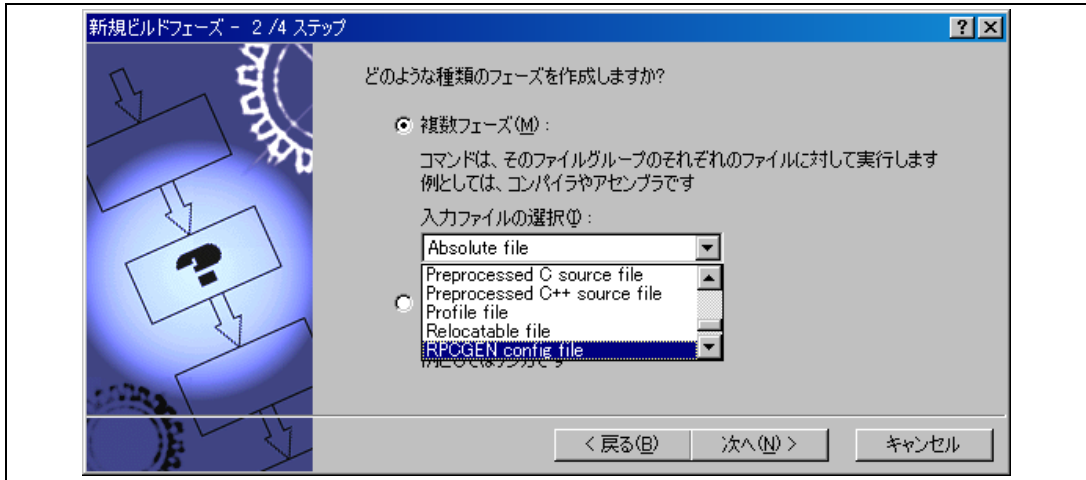 新規ビルドフェーズ - 2 /4 ステップ
どのような種類のフェーズを作成しますか?
複数フェーズ(M) :
コマンドは、そのファイルグループのそれぞれのファイルに対して実行します
例としては、コンパイラやアセンブラです
入力ファイルの選択(I) :
Absolute file
Preprocessed C source file
Preprocessed C++ source file
Profile file
Relocatable file
RPCGEN config file
< 戻る(B)
次へ(N) >
キャンセル